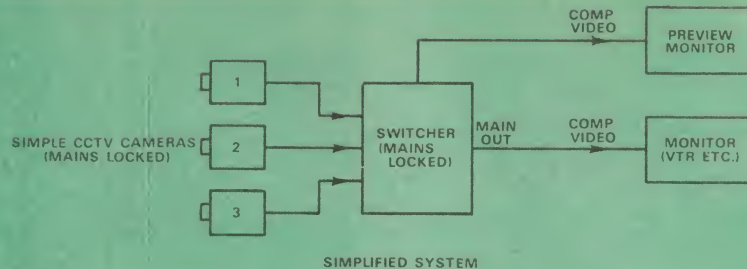 COMP
VIDEO
PREVIEW
MONITOR
1
SIMPLE CCTV CAMERAS
(MAINS LOCKED)
2
3
SWITCHER
(MAINS
LOCKED)
MAIN
OUT
COMP
VIDEO
MONITOR
(VTR ETC.)
SIMPLIFIED SYSTEM